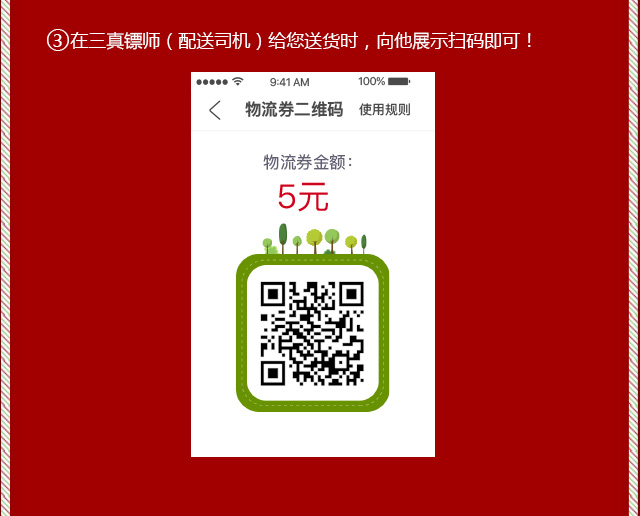 ③在三真镖师（配送司机）给您送货时，向他展示扫码即可！
9:41 AM 100%
物流券二维码 使用规则
物流券金额：
5元